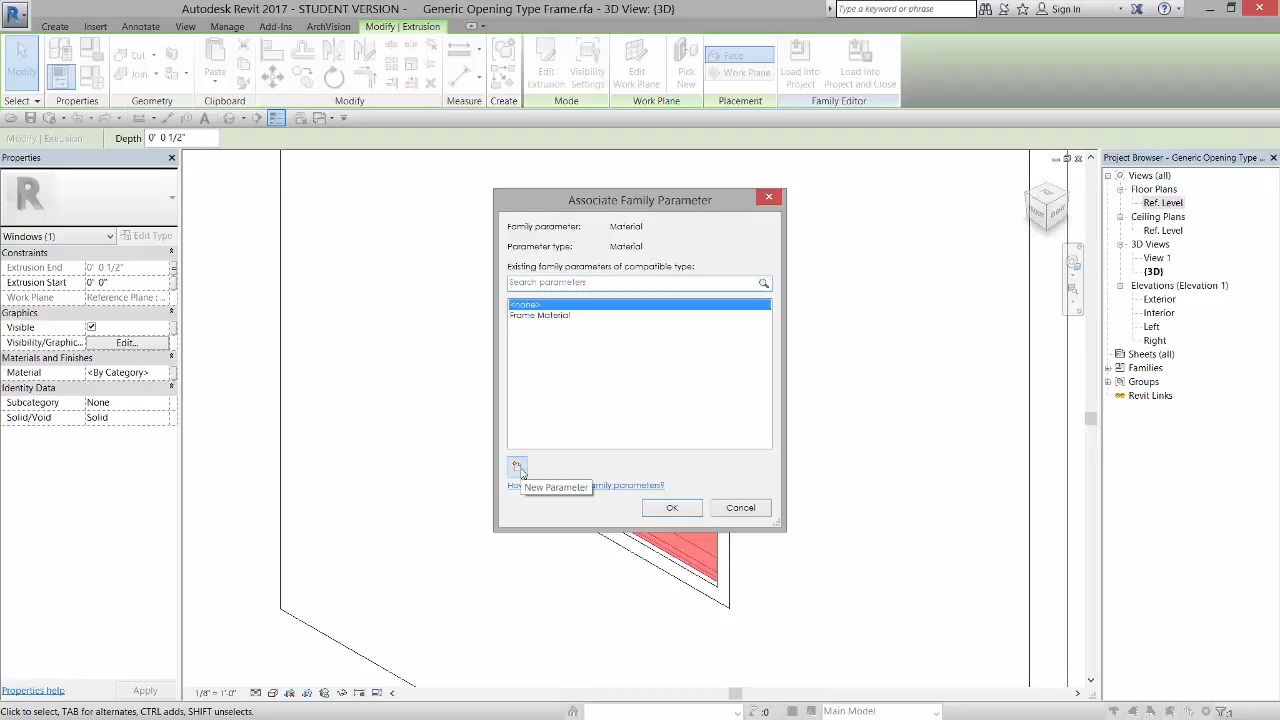 Autodesk Revit 2017 - STUDENT VERSION - Generic Opening Type Frame.rfa - 3D View: {3D}
Type a keyword or phrase
Sign In
Create Insert Annotate View Manage Add-Ins ArchVision Modify | Extrusion
Modify
Cut
Join
Paste
Edit Extrusion
Visibility Settings
Edit Work Plane
Pick New
Face
Work Plane
Load into Project
Load into Project and Close
Select Properties Geometry Clipboard Modify Measure Create Mode Work Plane Placement Family Editor
Modify | Extrusion
Depth 0' 0 1/2"
Properties
Windows (1)
Edit Type
Constraints
Extrusion End 0' 0 1/2"
Extrusion Start 0' 0"
Work Plane Reference Plane : ...
Graphics
Visible
Visibility/Graphic... Edit...
Materials and Finishes
Material <By Category>
Identity Data
Subcategory None
Solid/Void Solid
Properties help
Apply
Associate Family Parameter
Family parameter: Material
Parameter type: Material
Existing family parameters of compatible type:
Search parameters
<none>
Frame Material
New Parameter
family parameters?
OK
Cancel
Project Browser - Generic Opening Type ...
Views (all)
Floor Plans
Ref. Level
Ceiling Plans
Ref. Level
3D Views
View 1
{3D}
Elevations (Elevation 1)
Exterior
Interior
Left
Right
Sheets (all)
Families
Groups
Revit Links
1/8" = 1'-0"
Click to select, TAB for alternates, CTRL adds, SHIFT unselects.
:0
Main Model
:1